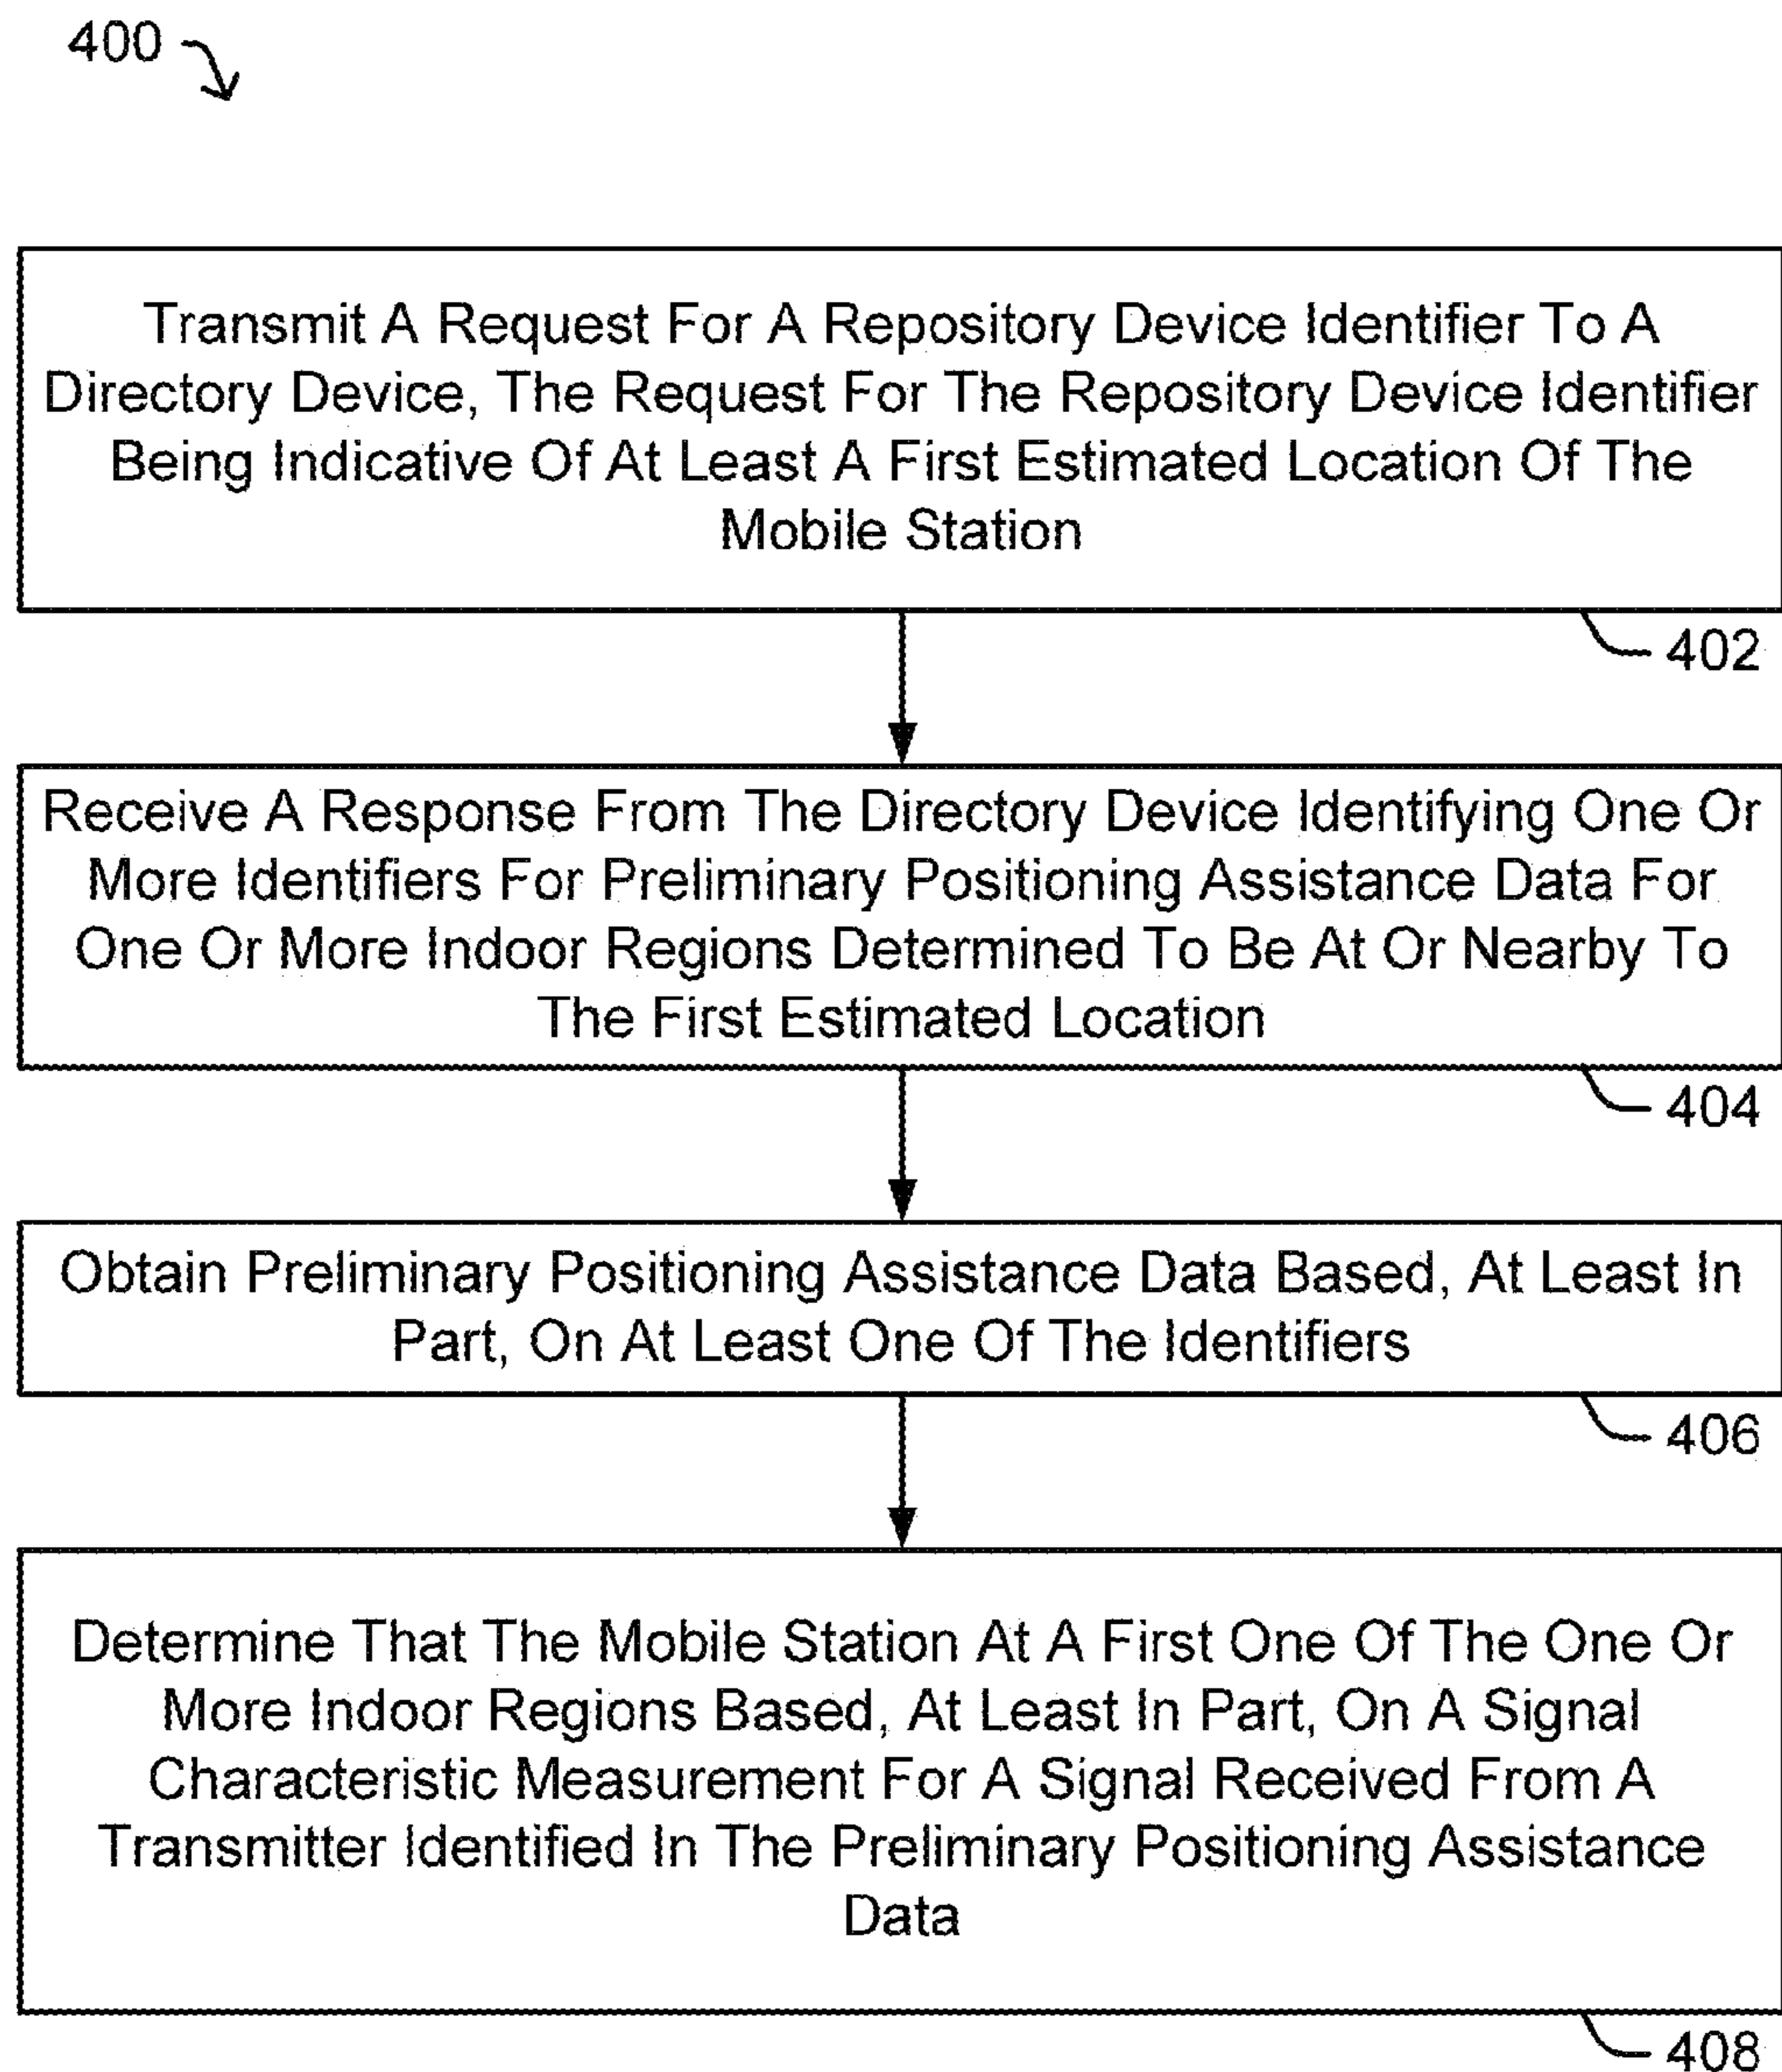 400
Transmit A Request For A Repository Device Identifier To A
Directory Device, The Request For The Repository Device Identifier
Being Indicative Of At Least A First Estimated Location Of The
Mobile Station
402
Receive A Response From The Directory Device Identifying One Or
More Identifiers For Preliminary Positioning Assistance Data For
One Or More Indoor Regions Determined To Be At Or Nearby To
The First Estimated Location
404
Obtain Preliminary Positioning Assistance Data Based, At Least In
Part, On At Least One Of The Identifiers
406
Determine That The Mobile Station At A First One Of The One Or
More Indoor Regions Based, At Least In Part, On A Signal
Characteristic Measurement For A Signal Received From A
Transmitter Identified In The Preliminary Positioning Assistance
Data
408